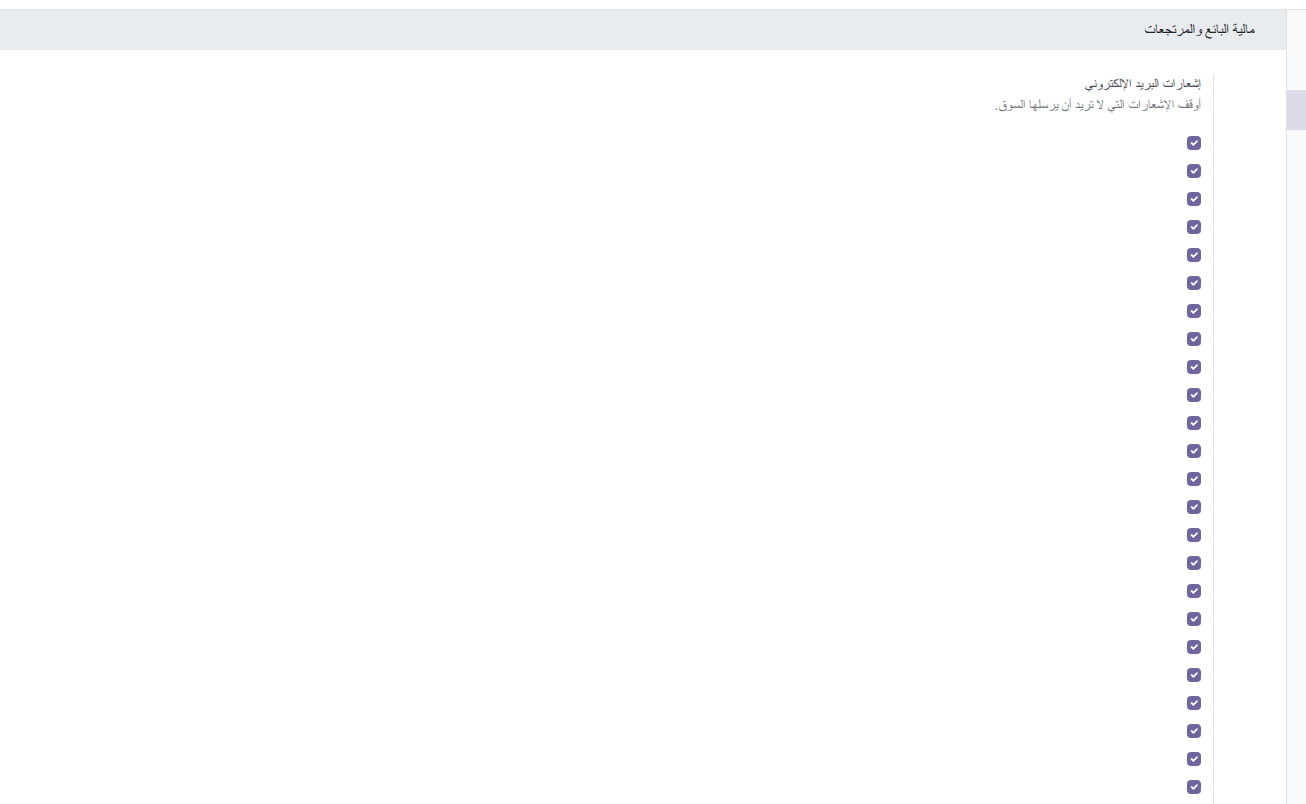 مالية البائع والمرتجعات
إشعارات البريد الإلكتروني
أوقف الإشعارات التي لا تريد أن يرسلها السوق.